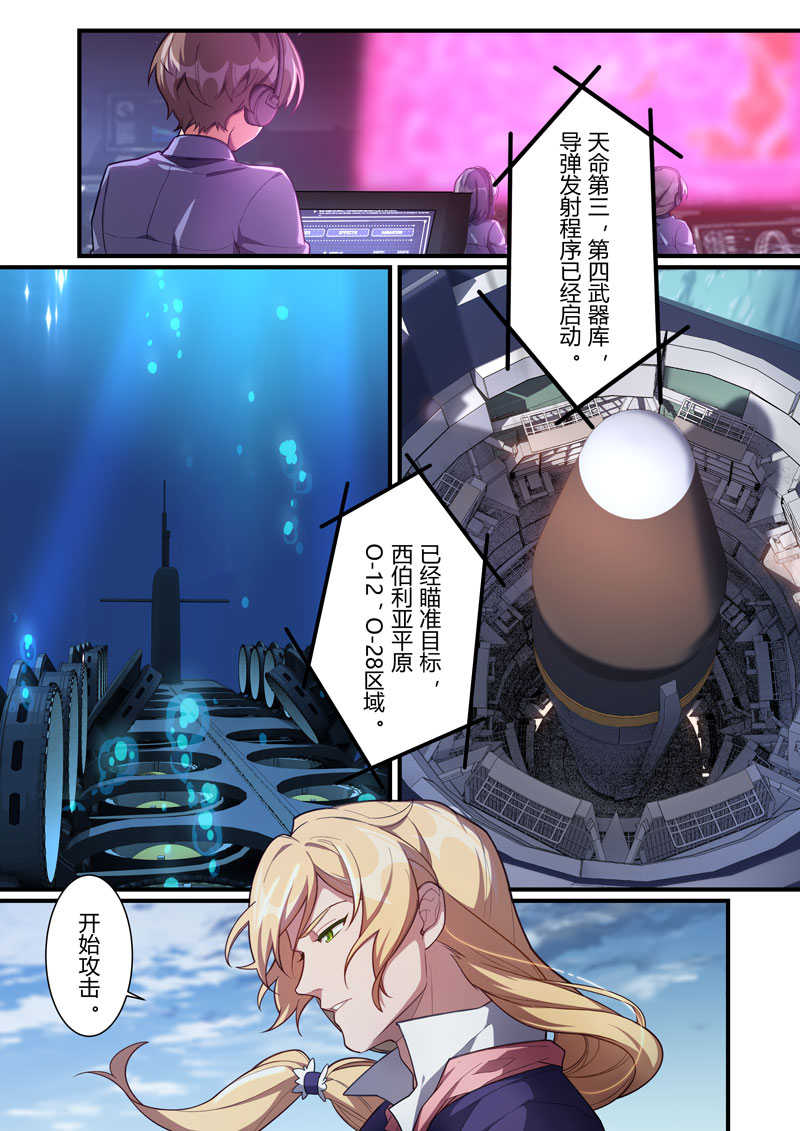 EFFECTS
ANIMATION
天命第三，第四武器库，
导弹发射程序已经启动。
已经瞄准目标，
西伯利亚平原
O-12、O-28区域。
开始攻击。